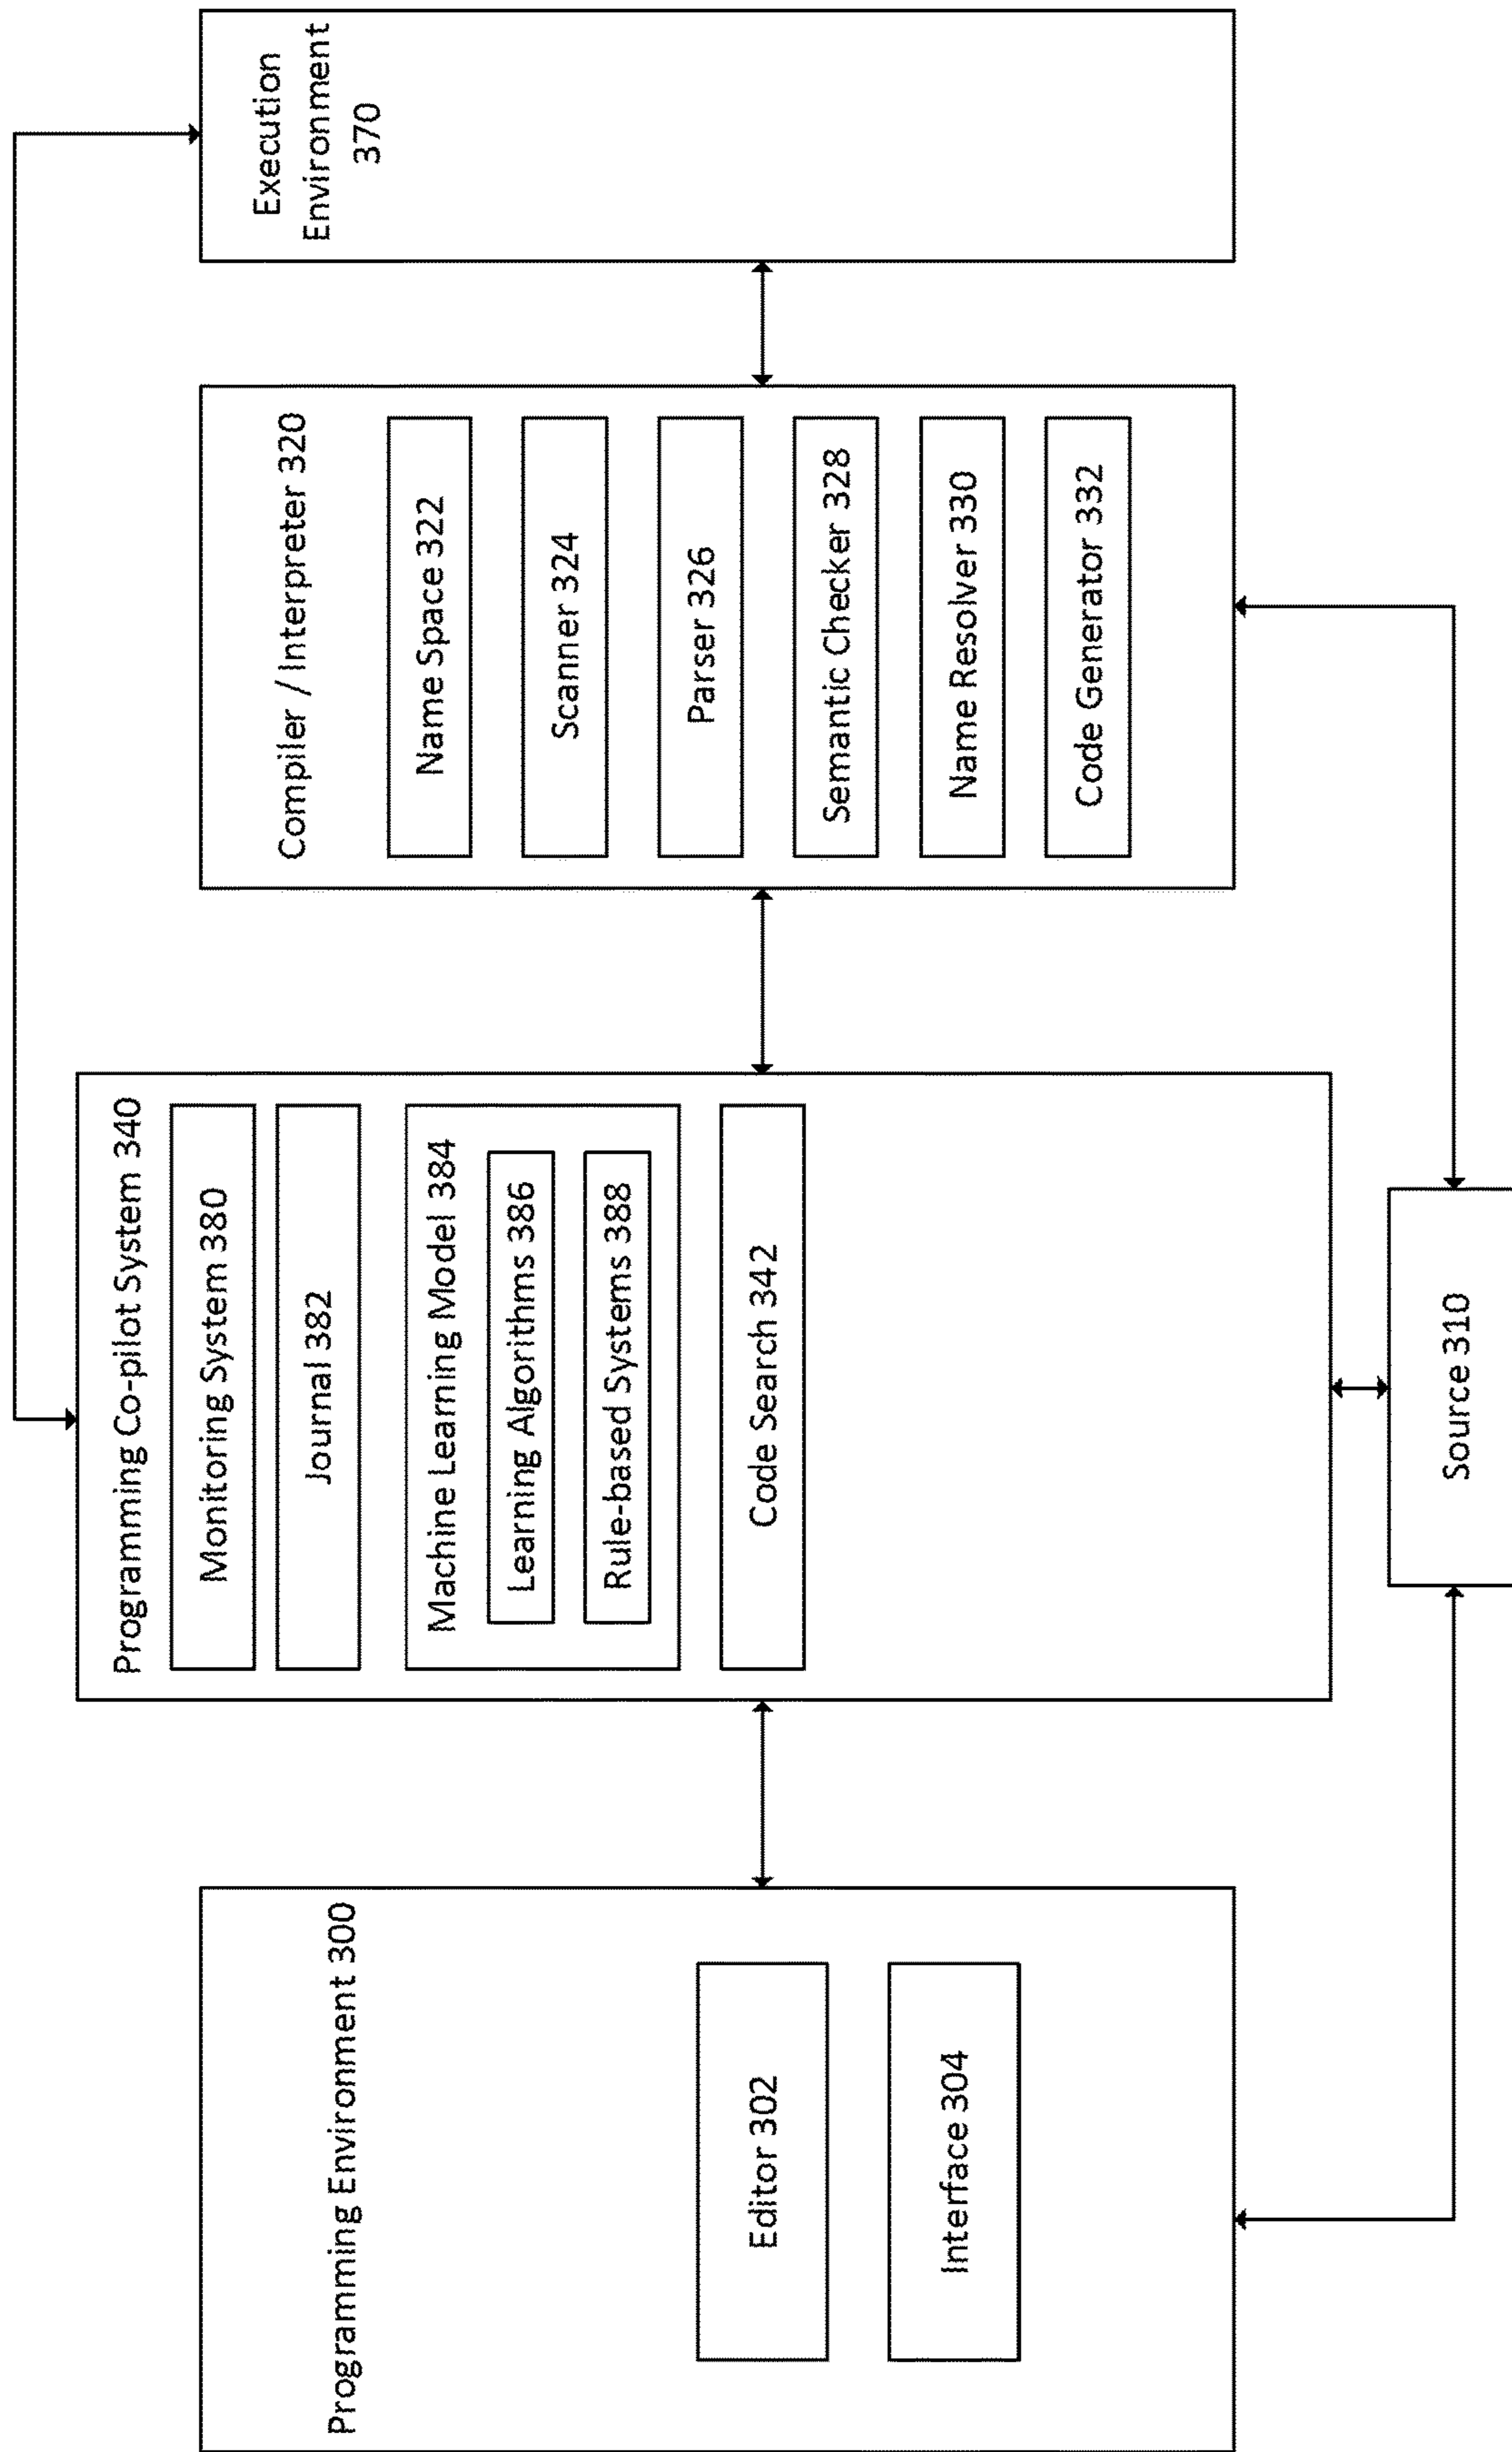 Programming Environment 300
Editor 302
Interface 304
Programming Co-pilot System 340
Monitoring System 380
Journal 382
Machine Learning Model 384
Learning Algorithms 386
Rule-based Systems 388
Code Search 342
Source 310
Compiler / Interpreter 320
Name Space 322
Scanner 324
Parser 326
Semantic Checker 328
Name Resolver 330
Code Generator 332
Execution
Environment
370